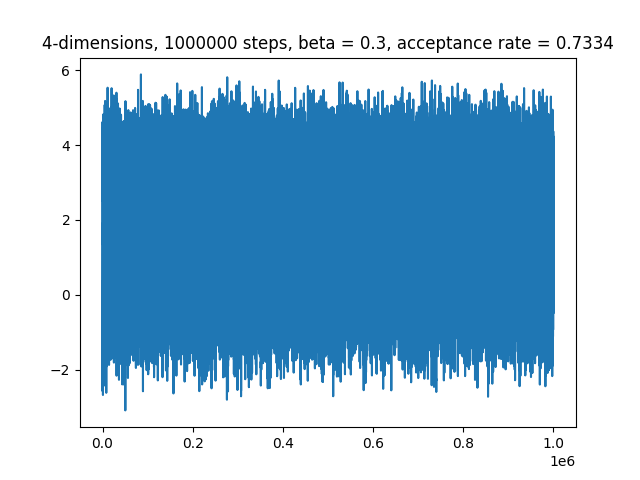 4-dimensions, 1000000 steps, beta = 0.3, acceptance rate = 0.7334
6
4
2
0
−2
0.0 0.2 0.4 0.6 0.8 1.0
1e6